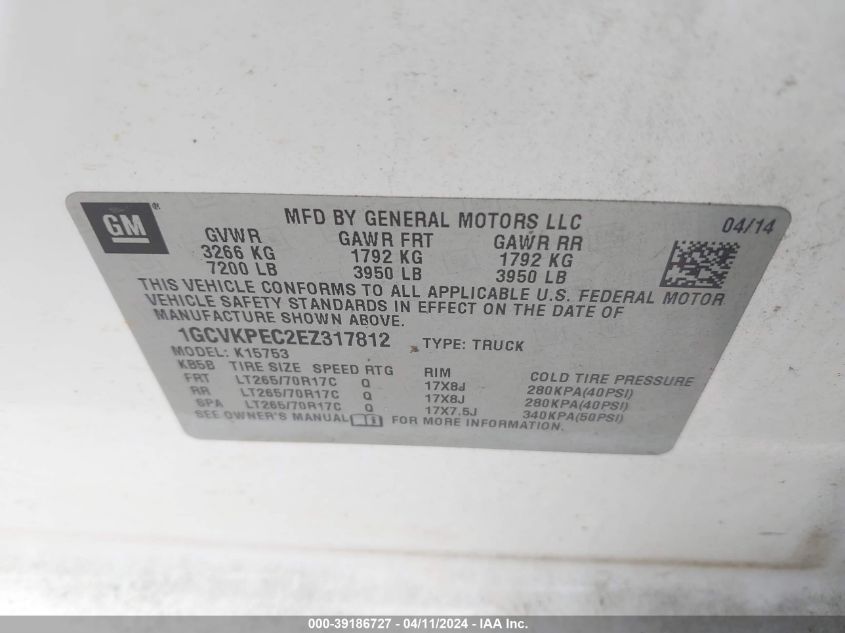 GM ®
MFD BY GENERAL MOTORS LLC
04/14
GVWR GAWR FRT GAWR RR
3266 KG 1792 KG 1792 KG
7200 LB 3950 LB 3950 LB
THIS VEHICLE CONFORMS TO ALL APPLICABLE U.S. FEDERAL MOTOR
VEHICLE SAFETY STANDARDS IN EFFECT ON THE DATE OF
MANUFACTURE SHOWN ABOVE.
1GCVKPEC2EZ317812 TYPE: TRUCK
MODEL: K15753
KB5B TIRE SIZE SPEED RTG RIM COLD TIRE PRESSURE
FRT LT265/70R17C Q 17X8J 280KPA(40PSI)
RR LT265/70R17C Q 17X8J 280KPA(40PSI)
SPA LT265/70R17C Q 17X7.5J 340KPA(50PSI)
SEE OWNER'S MANUAL FOR MORE INFORMATION.
000-39186727 - 04/11/2024 - IAA Inc.